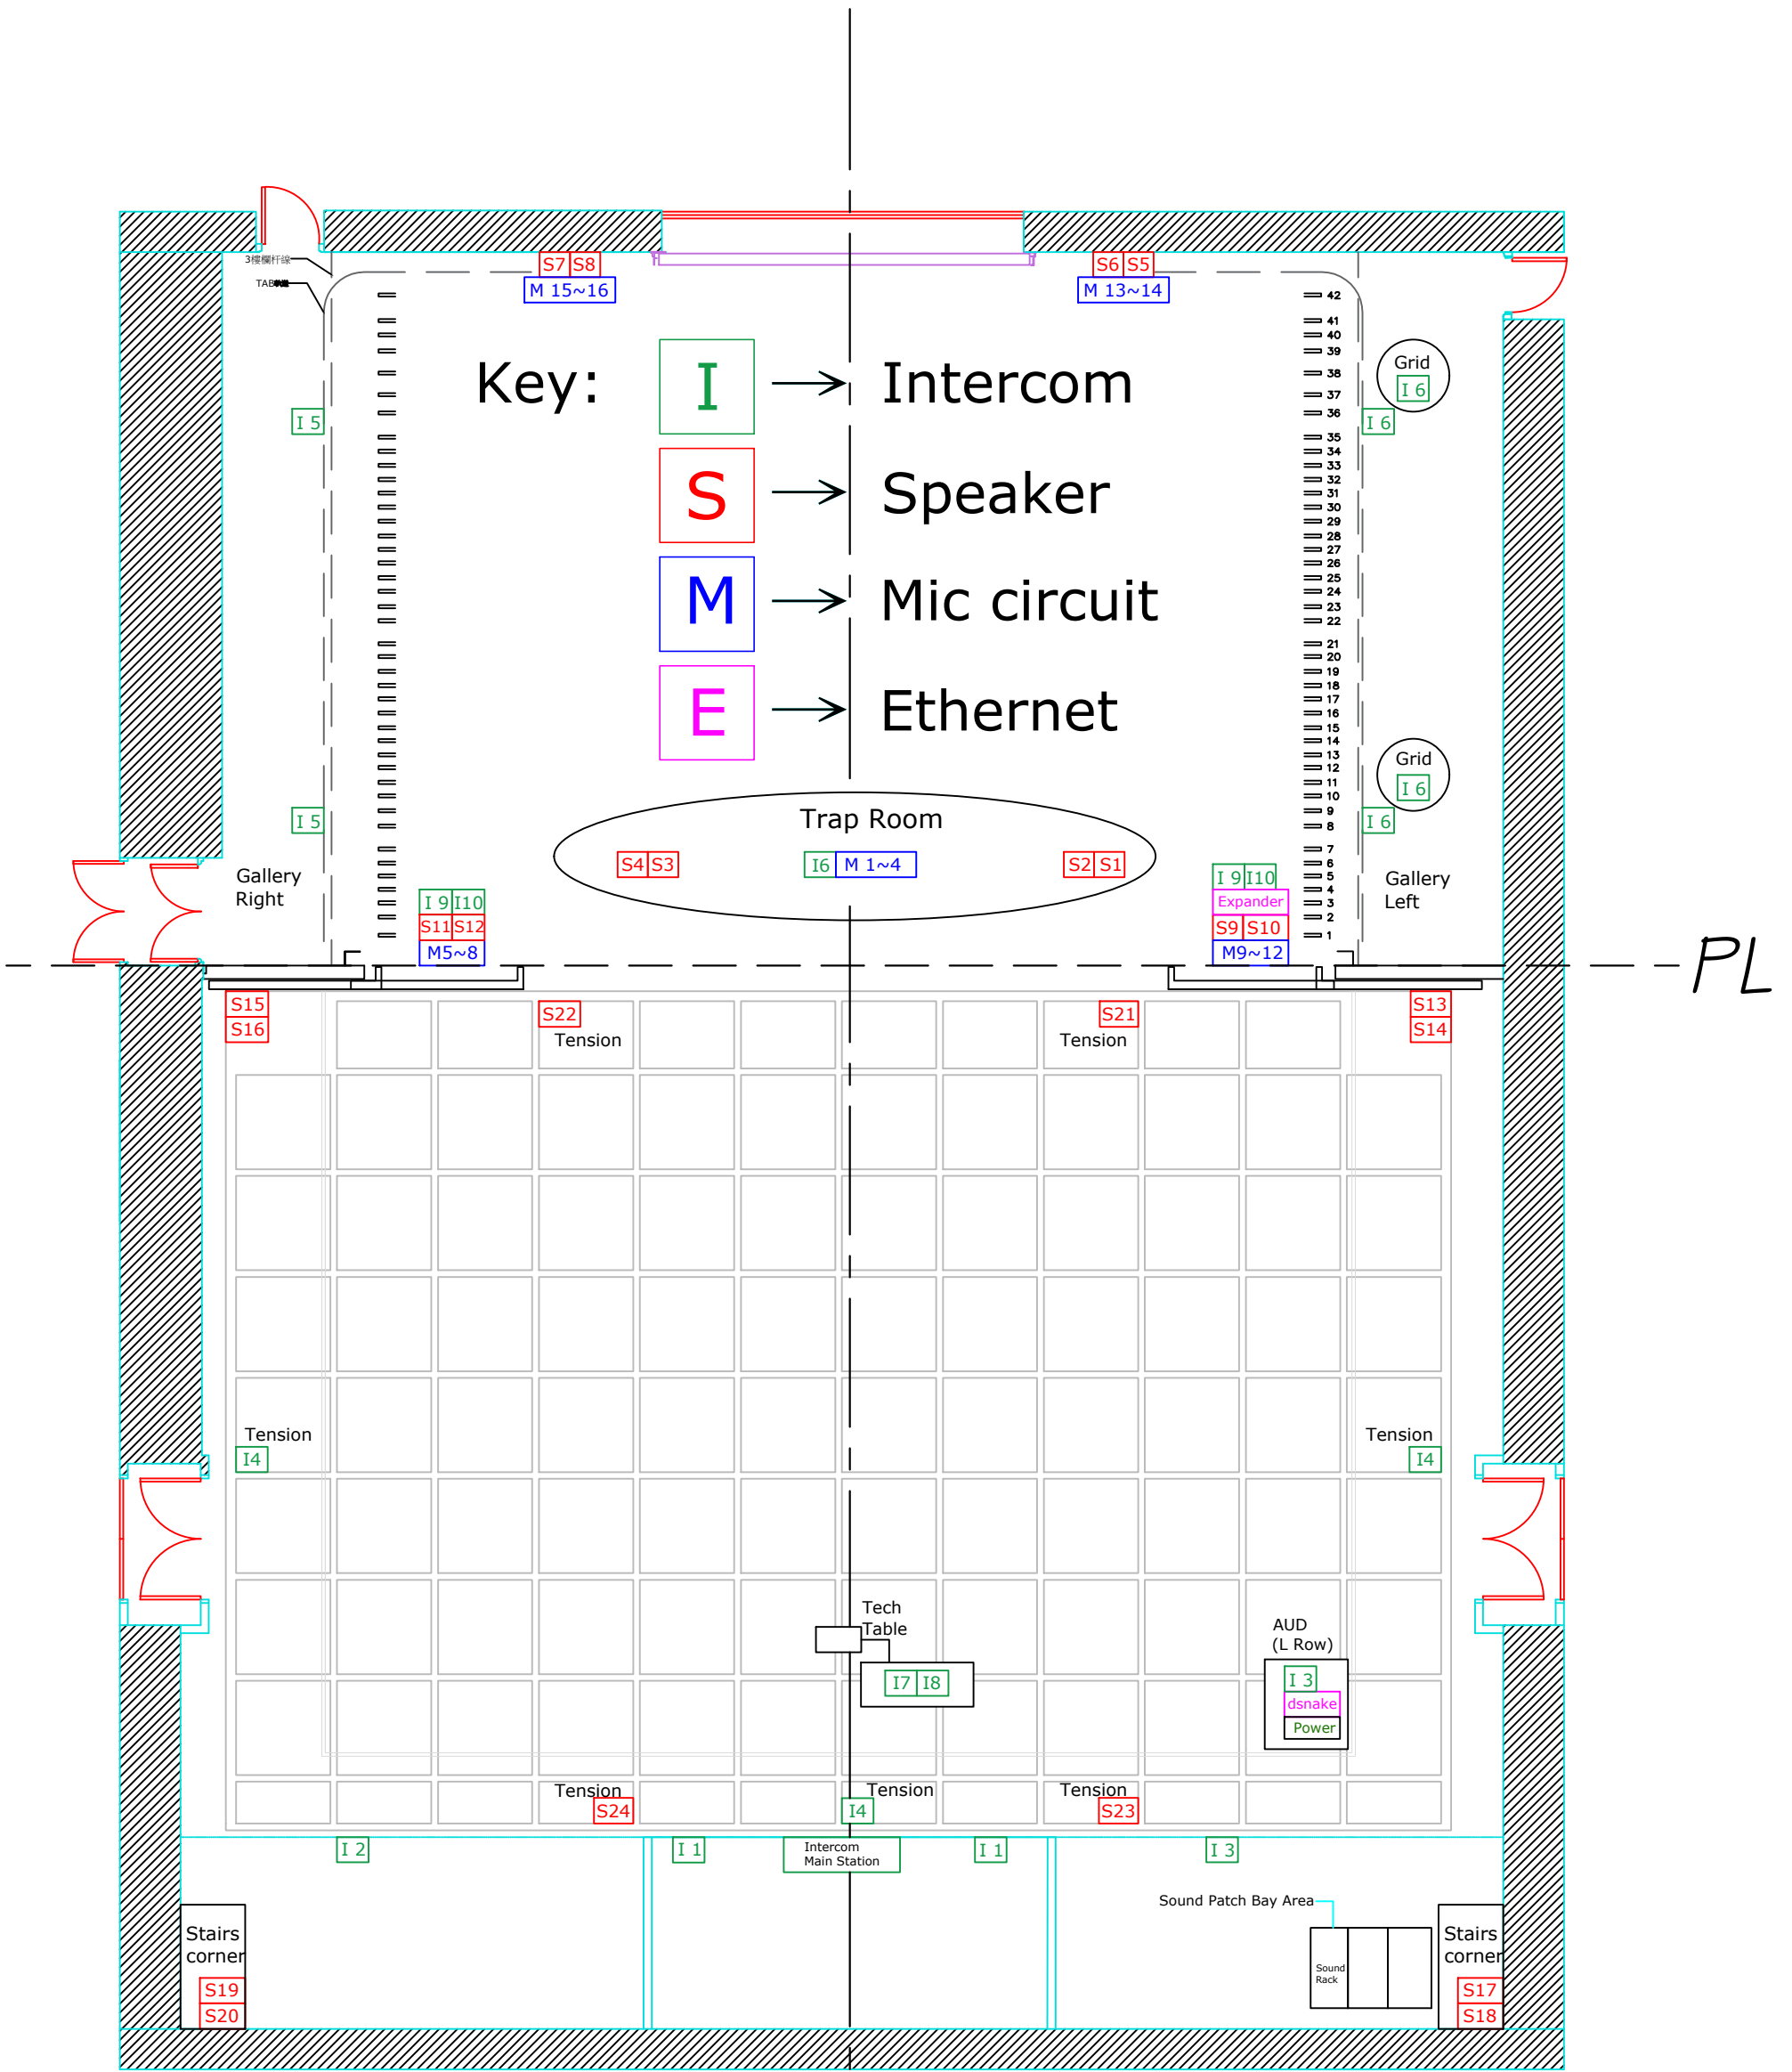 3樓欄杆線
S7 S8
M 15~16
S6 S5
M 13~14
42
41
40
39
38
37
36
35
34
33
32
31
30
29
28
27
26
25
24
23
22
21
20
19
18
17
16
15
14
13
12
11
10
9
8
7
6
5
4
3
2
1
Key:
I Intercom
S Speaker
M Mic circuit
E Ethernet
Grid
I 6
I 5
I 6
Grid
I 6
I 5
I 6
Trap Room
S4 S3
I6 M 1~4
S2 S1
Gallery
Right
Gallery
Left
I 9 I10
S11 S12
M5~8
I 9 I10
Expander
S9 S10
M9~12
PL
S15
S16
S22
Tension
S21
Tension
S13
S14
Tension
I4
Tension
I4
Tech
Table
I7 I8
AUD
(L Row)
I 3
dsnake
Power
Tension
S24
Tension
I4
Tension
S23
I 2
I 1
Intercom
Main Station
I 1
I 3
Sound Patch Bay Area
Sound
Rack
Stairs
corner
S19
S20
Stairs
corner
S17
S18